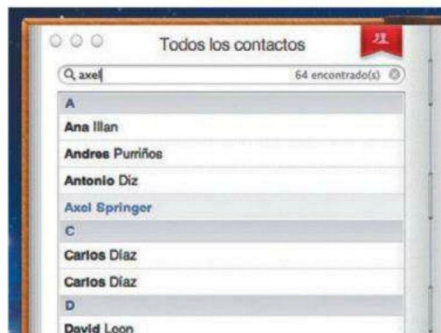 Todos los contactos
axel 64 encontrado(s)
A
Ana Illan
Andres Purriños
Antonio Diz
Axel Springer
C
Carlos Díaz
Carlos Díaz
D
David Leon